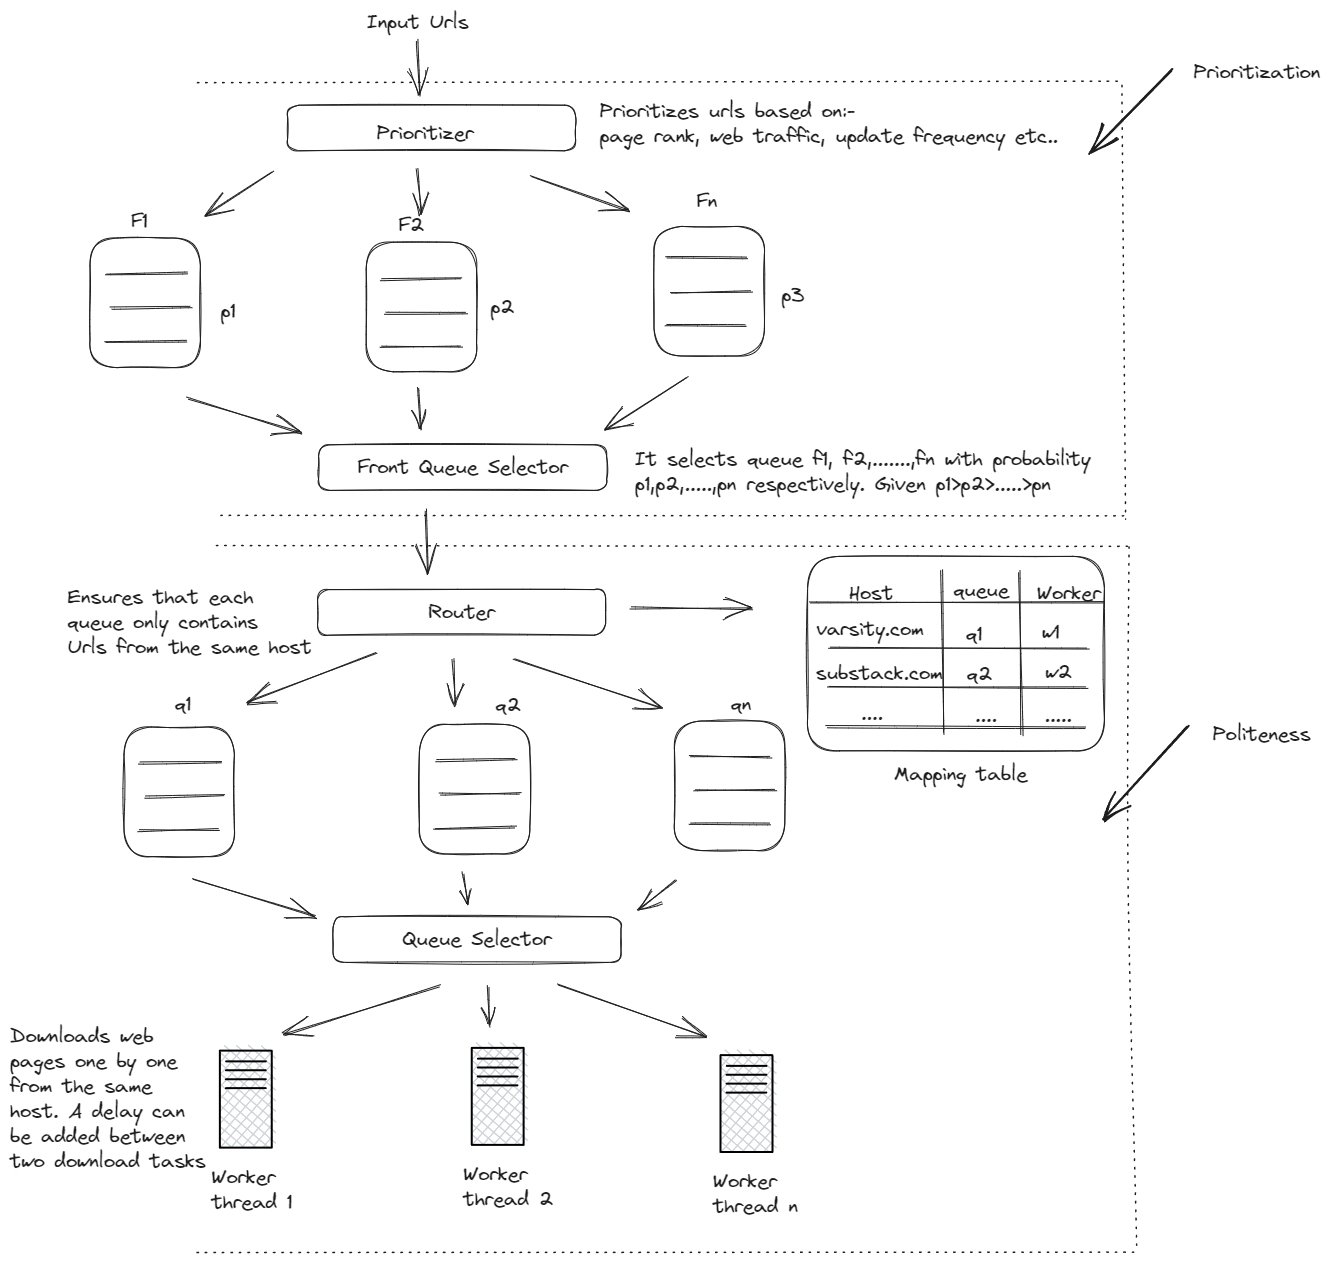 Input Urls
Prioritization
Prioritizes urls based on:-
page rank, web traffic, update frequency etc..
Prioritizer
F1
F2
Fn
p1
p2
p3
Front Queue Selector
It selects queue f1, f2,.......,fn with probability
p1,p2,.....,pn respectively. Given p1>p2>.....>pn
Ensures that each
queue only contains
Urls from the same host
Router
Host queue Worker
varsity.com q1 w1
substack.com q2 w2
.... .... .....
Mapping table
Politeness
q1
q2
qn
Queue Selector
Downloads web
pages one by one
from the same
host. A delay can
be added between
two download tasks
Worker
thread 1
Worker
thread 2
Worker
thread n